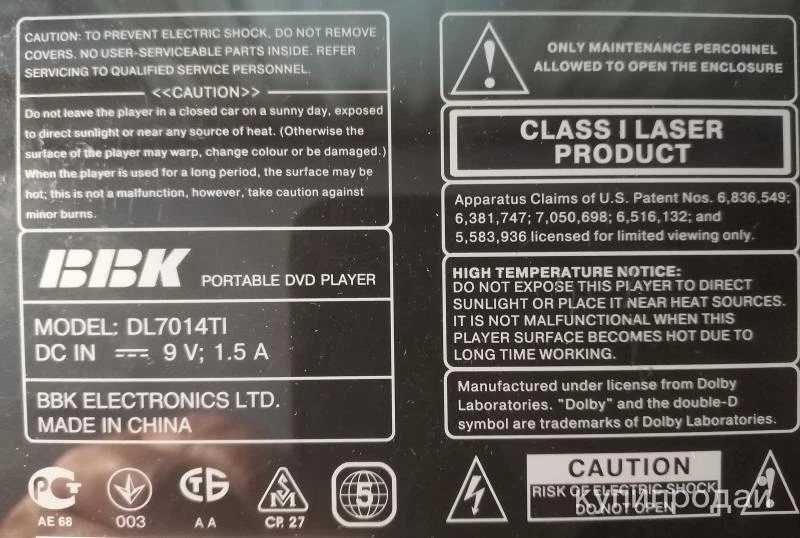 CAUTION: TO PREVENT ELECTRIC SHOCK, DO NOT REMOVE
COVERS. NO USER-SERVICEABLE PARTS INSIDE. REFER
SERVICING TO QUALIFIED SERVICE PERSONNEL.
<<CAUTION>>
Do not leave the player in a closed car on a sunny day, exposed
to direct sunlight or near any source of heat. (Otherwise the
surface of the player may warp, change colour or be damaged.)
When the player is used for a long period, the surface may be
hot; this is not a malfunction, however, take caution against
minor burns.
BBK PORTABLE DVD PLAYER
MODEL: DL7014TI
DC IN 9 V; 1.5 A
BBK ELECTRONICS LTD.
MADE IN CHINA
АЕ 68
003
A A
CP. 27
5
ONLY MAINTENANCE PERCONNEL
ALLOWED TO OPEN THE ENCLOSURE
CLASS I LASER
PRODUCT
Apparatus Claims of U.S. Patent Nos. 6,836,549;
6,381,747; 7,050,698; 6,516,132; and
5,583,936 licensed for limited viewing only.
HIGH TEMPERATURE NOTICE:
DO NOT EXPOSE THIS PLAYER TO DIRECT
SUNLIGHT OR PLACE IT NEAR HEAT SOURCES.
IT IS NOT MALFUNCTIONAL WHEN THIS
PLAYER SURFACE BECOMES HOT DUE TO
LONG TIME WORKING.
Manufactured under license from Dolby
Laboratories. "Dolby" and the double-D
symbol are trademarks of Dolby Laboratories.
CAUTION
RISK OF ELECTRIC SHOCK
DO NOT OPEN
купипродай